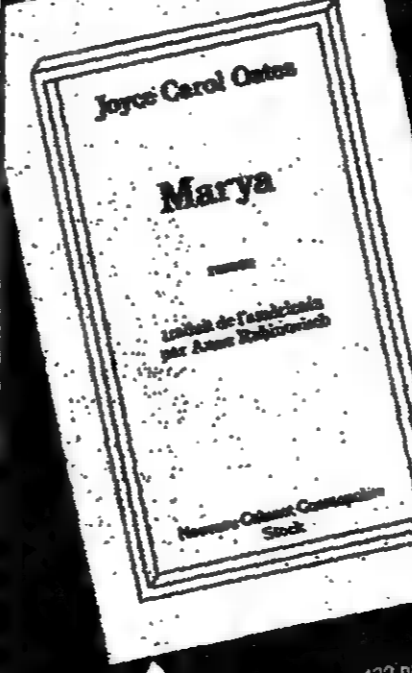 Joyce Carol Oates
Marya
roman
traduit de l'américain
par Anne Rabinovitch
Nouveau Cabinet Cosmopolite
Stock